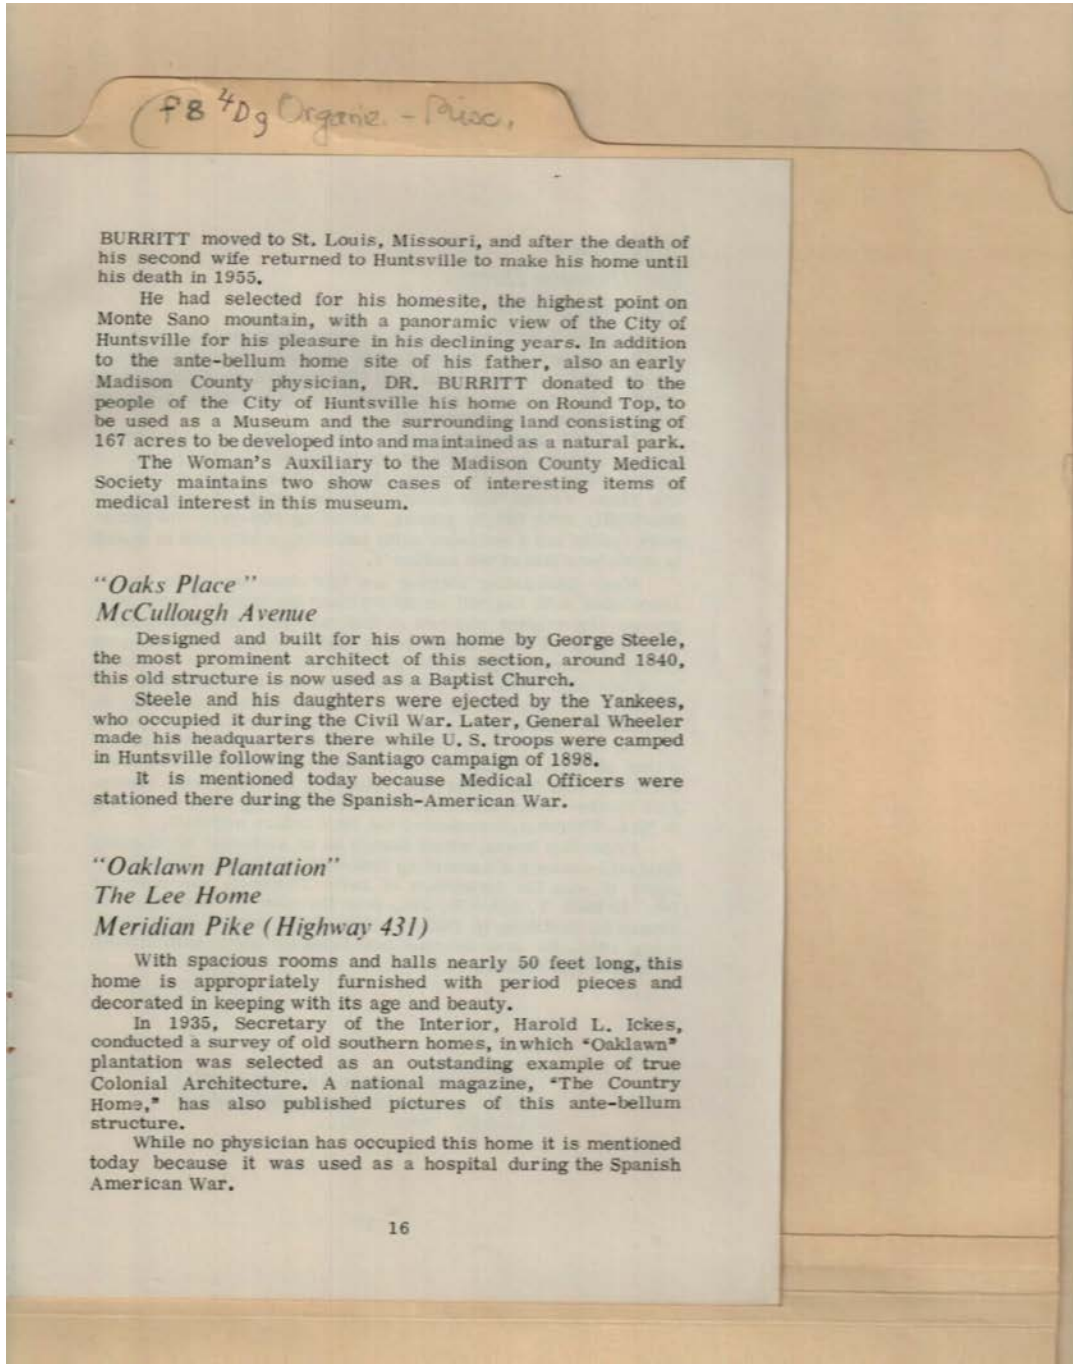 f8 4Dg Organiz. - Misc.
BURRITT moved to St. Louis, Missouri, and after the death of
his second wife returned to Huntsville to make his home until
his death in 1955.
He had selected for his homesite, the highest point on
Monte Sano mountain, with a panoramic view of the City of
Huntsville for his pleasure in his declining years. In addition
to the ante-bellum home site of his father, also an early
Madison County physician, DR. BURRITT donated to the
people of the City of Huntsville his home on Round Top, to
be used as a Museum and the surrounding land consisting of
167 acres to be developed into and maintained as a natural park.
The Woman's Auxiliary to the Madison County Medical
Society maintains two show cases of interesting items of
medical interest in this museum.
"Oaks Place"
McCullough Avenue
Designed and built for his own home by George Steele,
the most prominent architect of this section, around 1840,
this old structure is now used as a Baptist Church.
Steele and his daughters were ejected by the Yankees,
who occupied it during the Civil War. Later, General Wheeler
made his headquarters there while U. S. troops were camped
in Huntsville following the Santiago campaign of 1898.
It is mentioned today because Medical Officers were
stationed there during the Spanish-American War.
"Oaklawn Plantation"
The Lee Home
Meridian Pike (Highway 431)
With spacious rooms and halls nearly 50 feet long, this
home is appropriately furnished with period pieces and
decorated in keeping with its age and beauty.
In 1935, Secretary of the Interior, Harold L. Ickes,
conducted a survey of old southern homes, in which "Oaklawn"
plantation was selected as an outstanding example of true
Colonial Architecture. A national magazine, "The Country
Home," has also published pictures of this ante-bellum
structure.
While no physician has occupied this home it is mentioned
today because it was used as a hospital during the Spanish
American War.
16